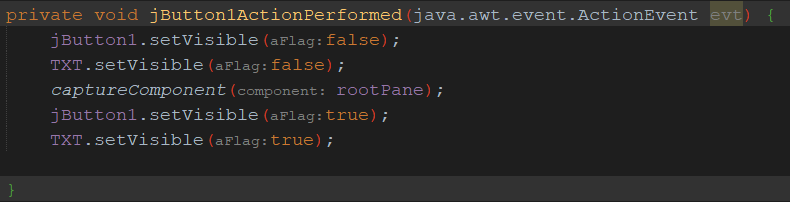 private void jButton1ActionPerformed(java.awt.event.ActionEvent evt) {
jButton1.setVisible(aFlag:false);
TXT.setVisible(aFlag:false);
captureComponent(component: rootPane);
jButton1.setVisible(aFlag:true);
TXT.setVisible(aFlag:true);
}